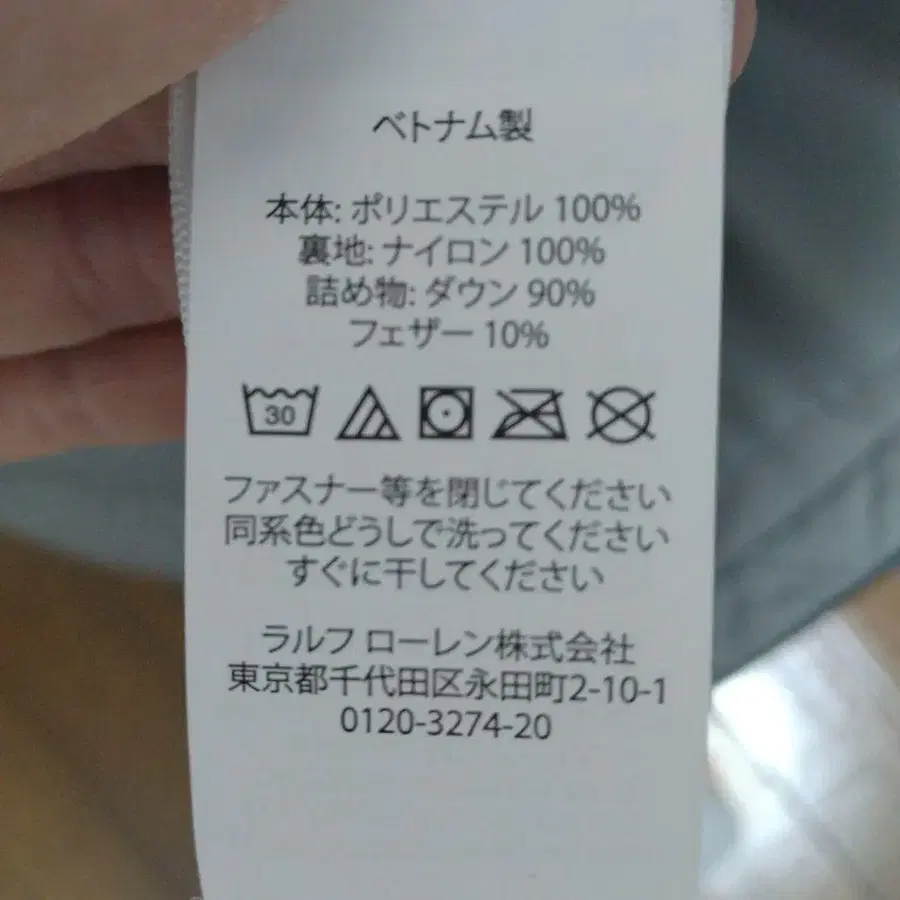 ベトナム製
本体: ポリエステル 100%
裏地: ナイロン 100%
詰め物: ダウン 90%
フェザー 10%
30
ファスナー等を閉じてください
同系色どうしで洗ってください
すぐに干してください
ラルフ ローレン株式会社
東京都千代田区永田町2-10-1
0120-3274-20